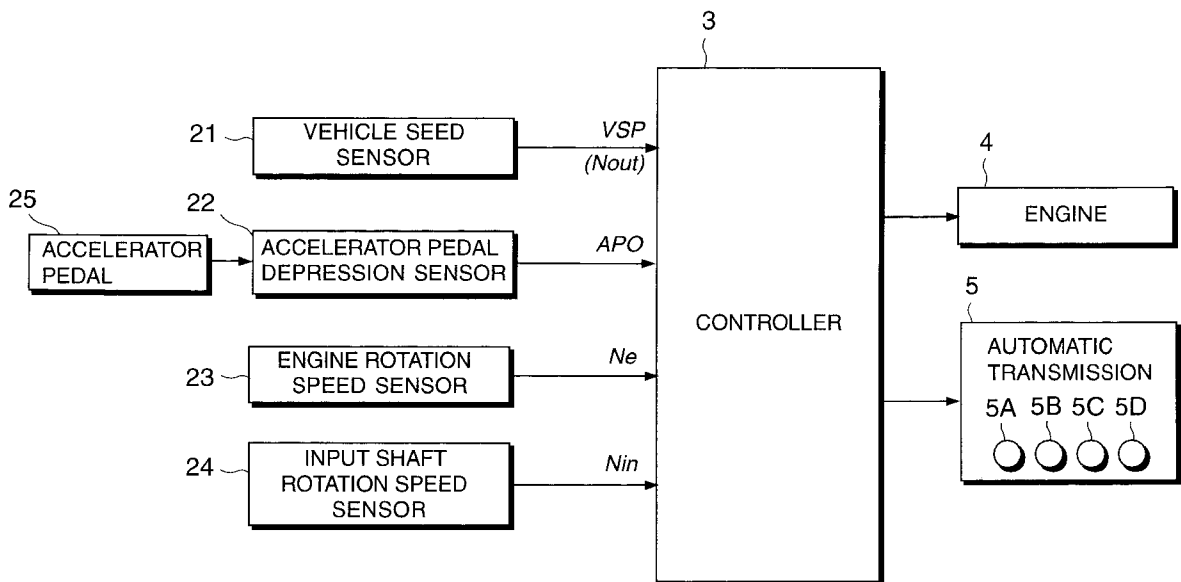 3
21
VEHICLE SEED
SENSOR
VSP
(Nout)
25
ACCELERATOR
PEDAL
22
ACCELERATOR PEDAL
DEPRESSION SENSOR
APO
23
ENGINE ROTATION
SPEED SENSOR
Ne
24
INPUT SHAFT
ROTATION SPEED
SENSOR
Nin
CONTROLLER
4
ENGINE
5
AUTOMATIC
TRANSMISSION
5A 5B 5C 5D